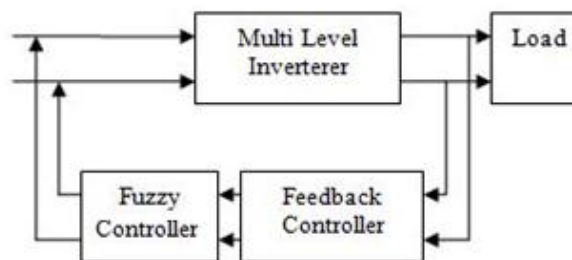 Multi Level
Inverterer
Load
Fuzzy
Controller
Feedback
Controller